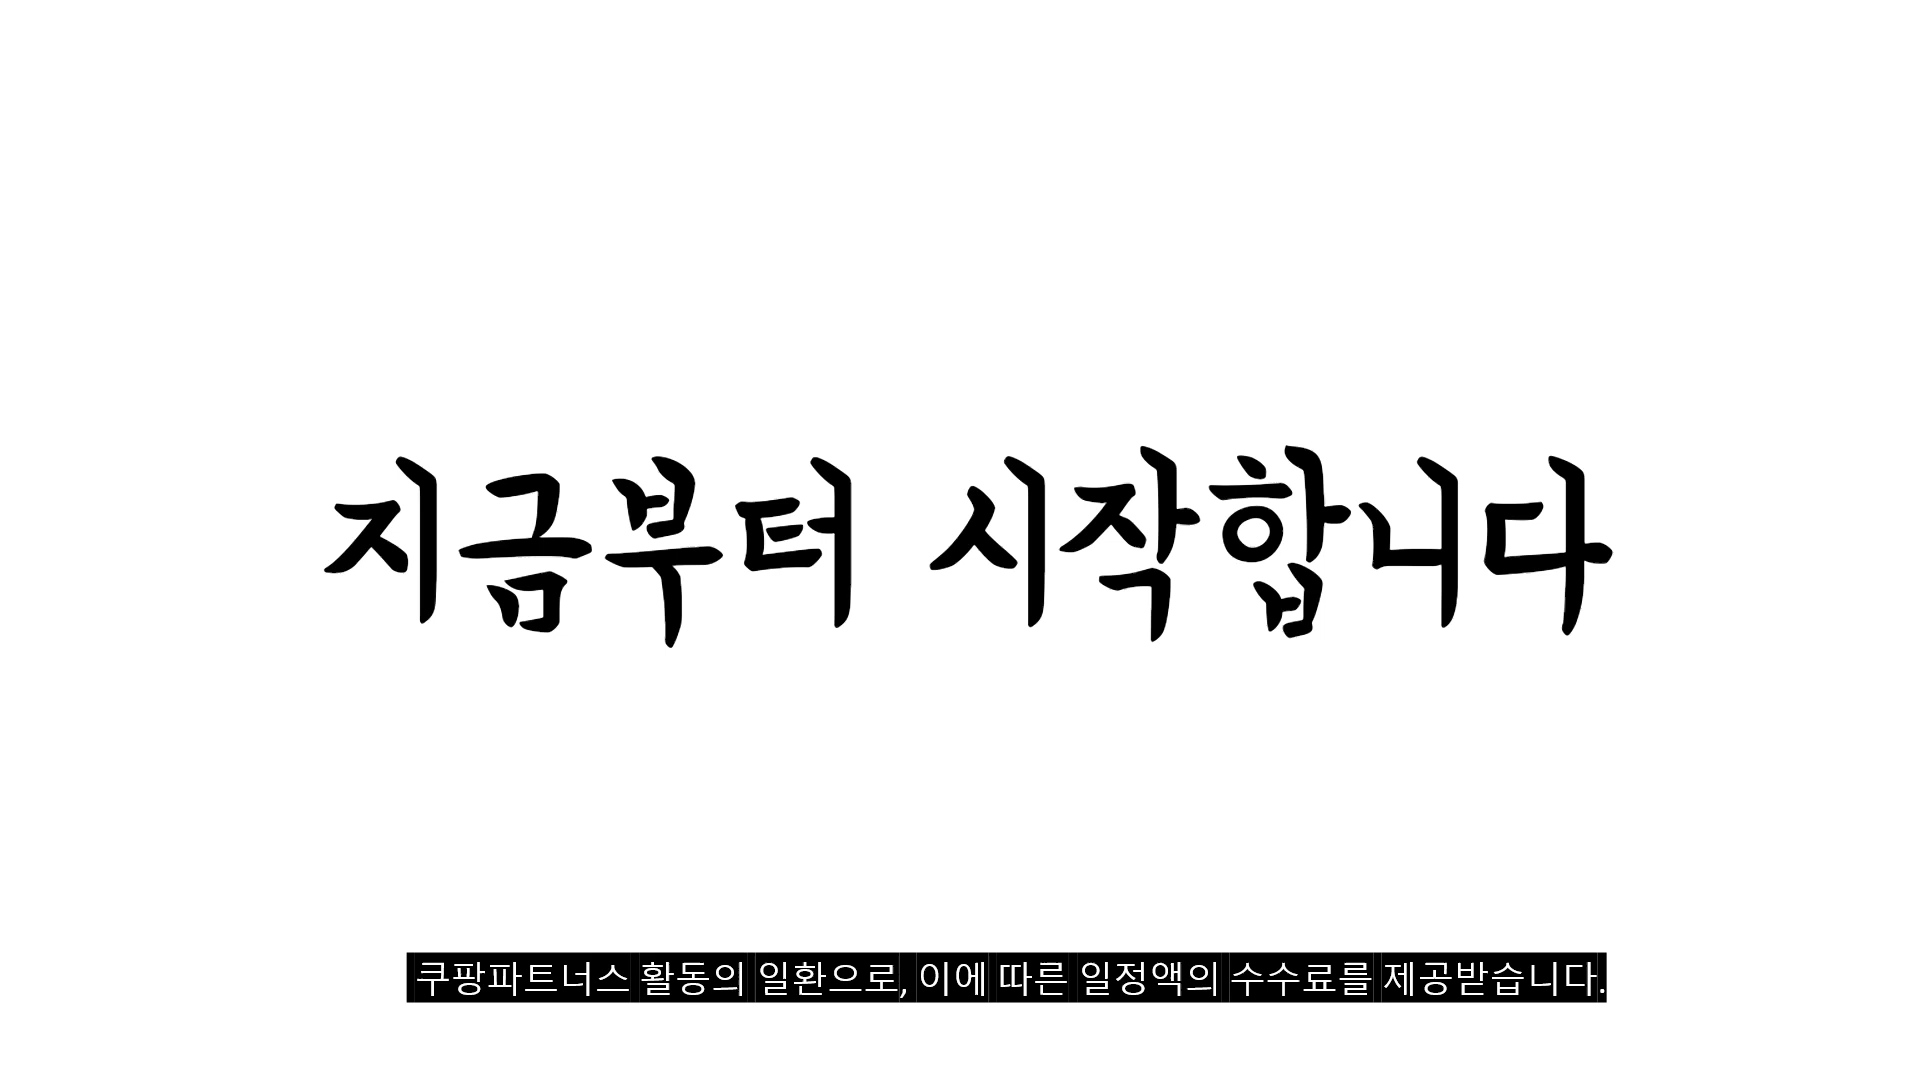 지금부터 시작합니다
쿠팡파트너스 활동의 일환으로, 이에 따른 일정액의 수수료를 제공받습니다.